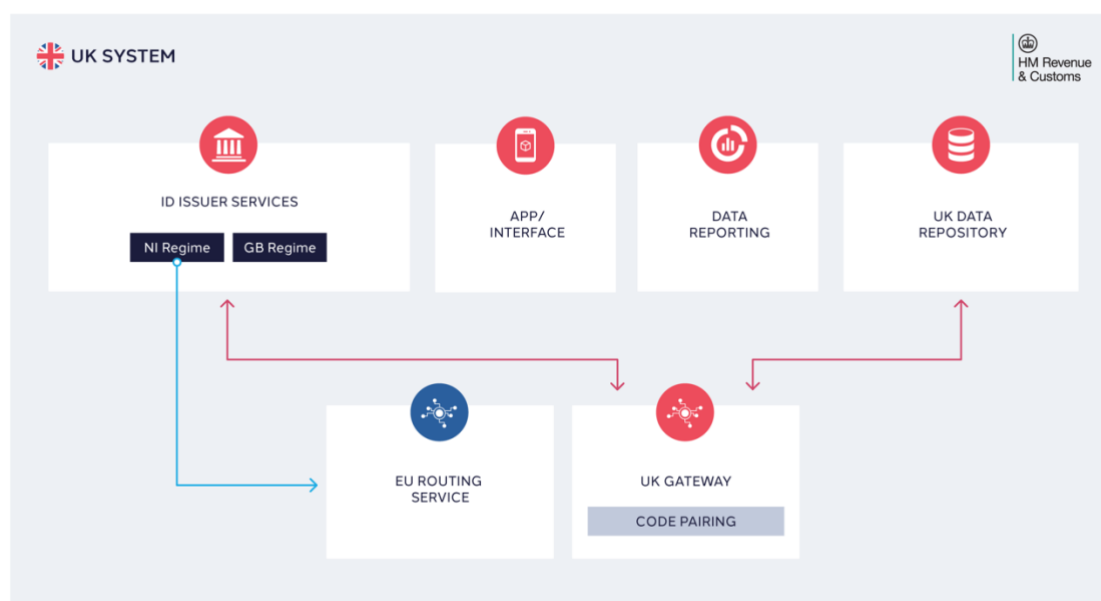 UK SYSTEM
HM Revenue
& Customs
ID ISSUER SERVICES
NI Regime
GB Regime
APP/
INTERFACE
DATA
REPORTING
UK DATA
REPOSITORY
EU ROUTING
SERVICE
UK GATEWAY
CODE PAIRING